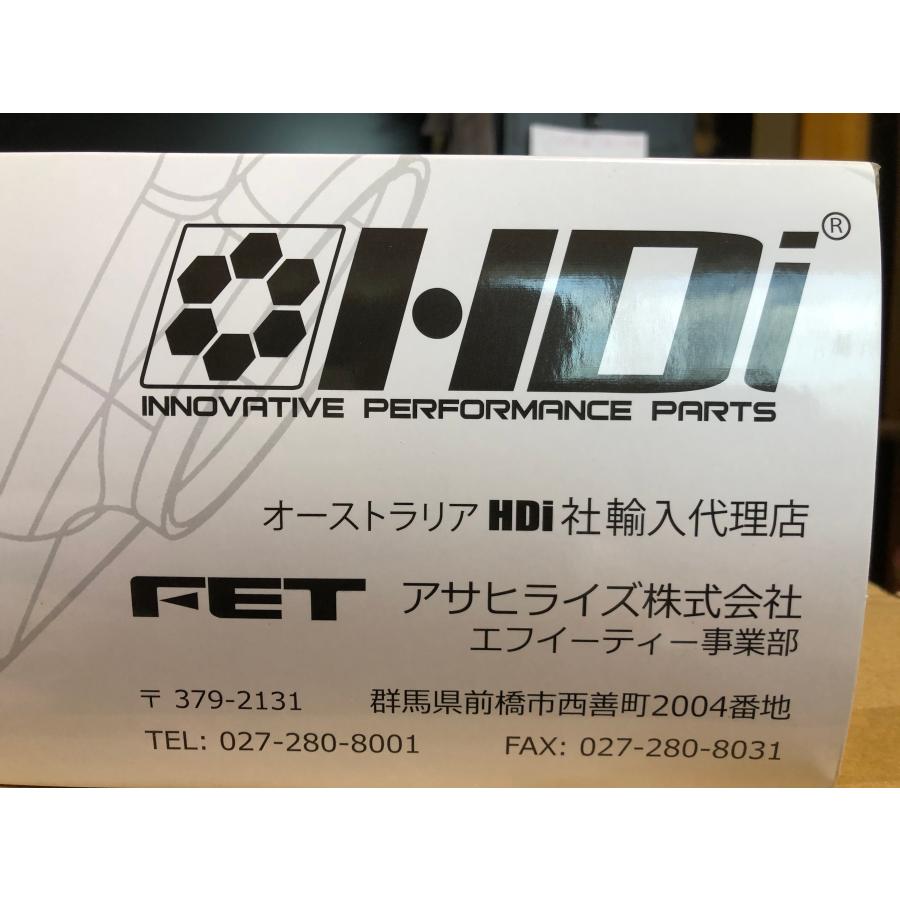 HDi®
INNOVATIVE PERFORMANCE PARTS
オーストラリア HDi 社輸入代理店
FET アサヒライズ株式会社
エフイーティー事業部
〒 379-2131 群馬県前橋市西善町2004番地
TEL: 027-280-8001 FAX: 027-280-8031